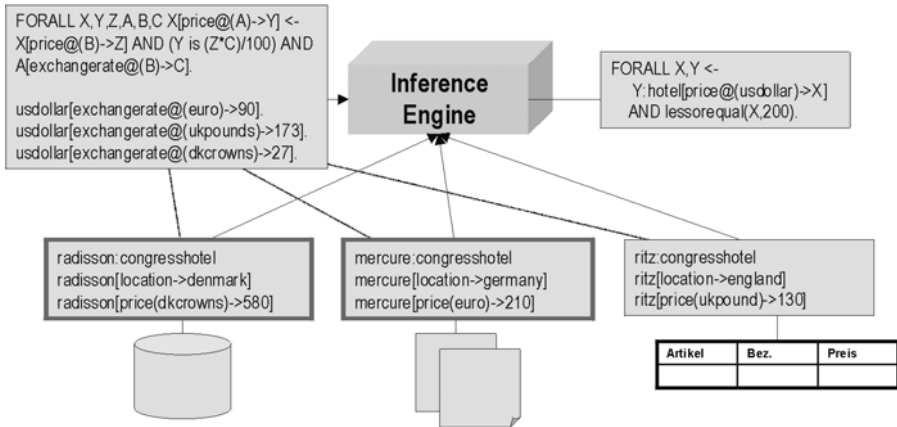 FORALL X,Y,Z,A,B,C X[price@(A)->Y] <-
X[price@(B)->Z] AND (Y is (Z*C)/100) AND
A[exchangerate@(B)->C].
usdollar[exchangerate@(euro)->90].
usdollar[exchangerate@(ukpounds)->173].
usdollar[exchangerate@(dkcrowns)->27].
Inference
Engine
FORALL X,Y <-
Y:hotel[price@(usdollar)->X]
AND lessorequal(X,200).
radisson:congresshotel
radisson[location->denmark]
radisson[price(dkcrowns)->580]
mercure:congresshotel
mercure[location->germany]
mercure[price(euro)->210]
ritz:congresshotel
ritz[location->england]
ritz[price(ukpound)->130]
Artikel Bez. Preis